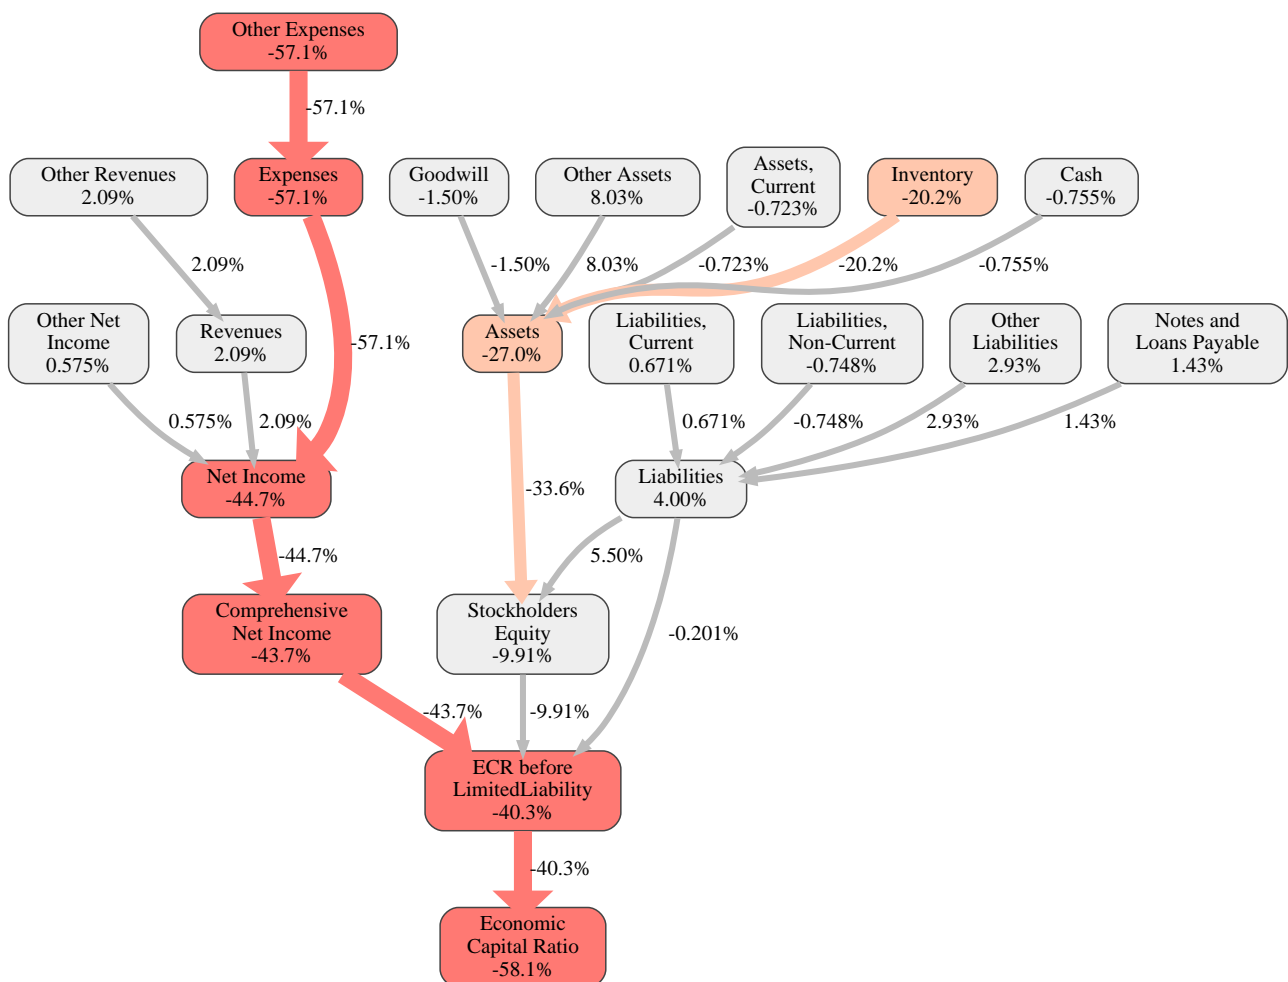 Other Expenses
-57.1%
-57.1%
Other Revenues
2.09%
Expenses
-57.1%
Goodwill
-1.50%
Other Assets
8.03%
Assets,
Current
-0.723%
Inventory
-20.2%
Cash
-0.755%
2.09%
-1.50%
8.03%
-0.723%
-20.2%
-0.755%
Other Net
Income
0.575%
Revenues
2.09%
-57.1%
Assets
-27.0%
Liabilities,
Current
0.671%
Liabilities,
Non-Current
-0.748%
Other
Liabilities
2.93%
Notes and
Loans Payable
1.43%
0.575%
2.09%
0.671%
-0.748%
2.93%
1.43%
Net Income
-44.7%
-33.6%
Liabilities
4.00%
-44.7%
5.50%
Comprehensive
Net Income
-43.7%
Stockholders
Equity
-9.91%
-0.201%
-43.7%
-9.91%
ECR before
LimitedLiability
-40.3%
-40.3%
Economic
Capital Ratio
-58.1%